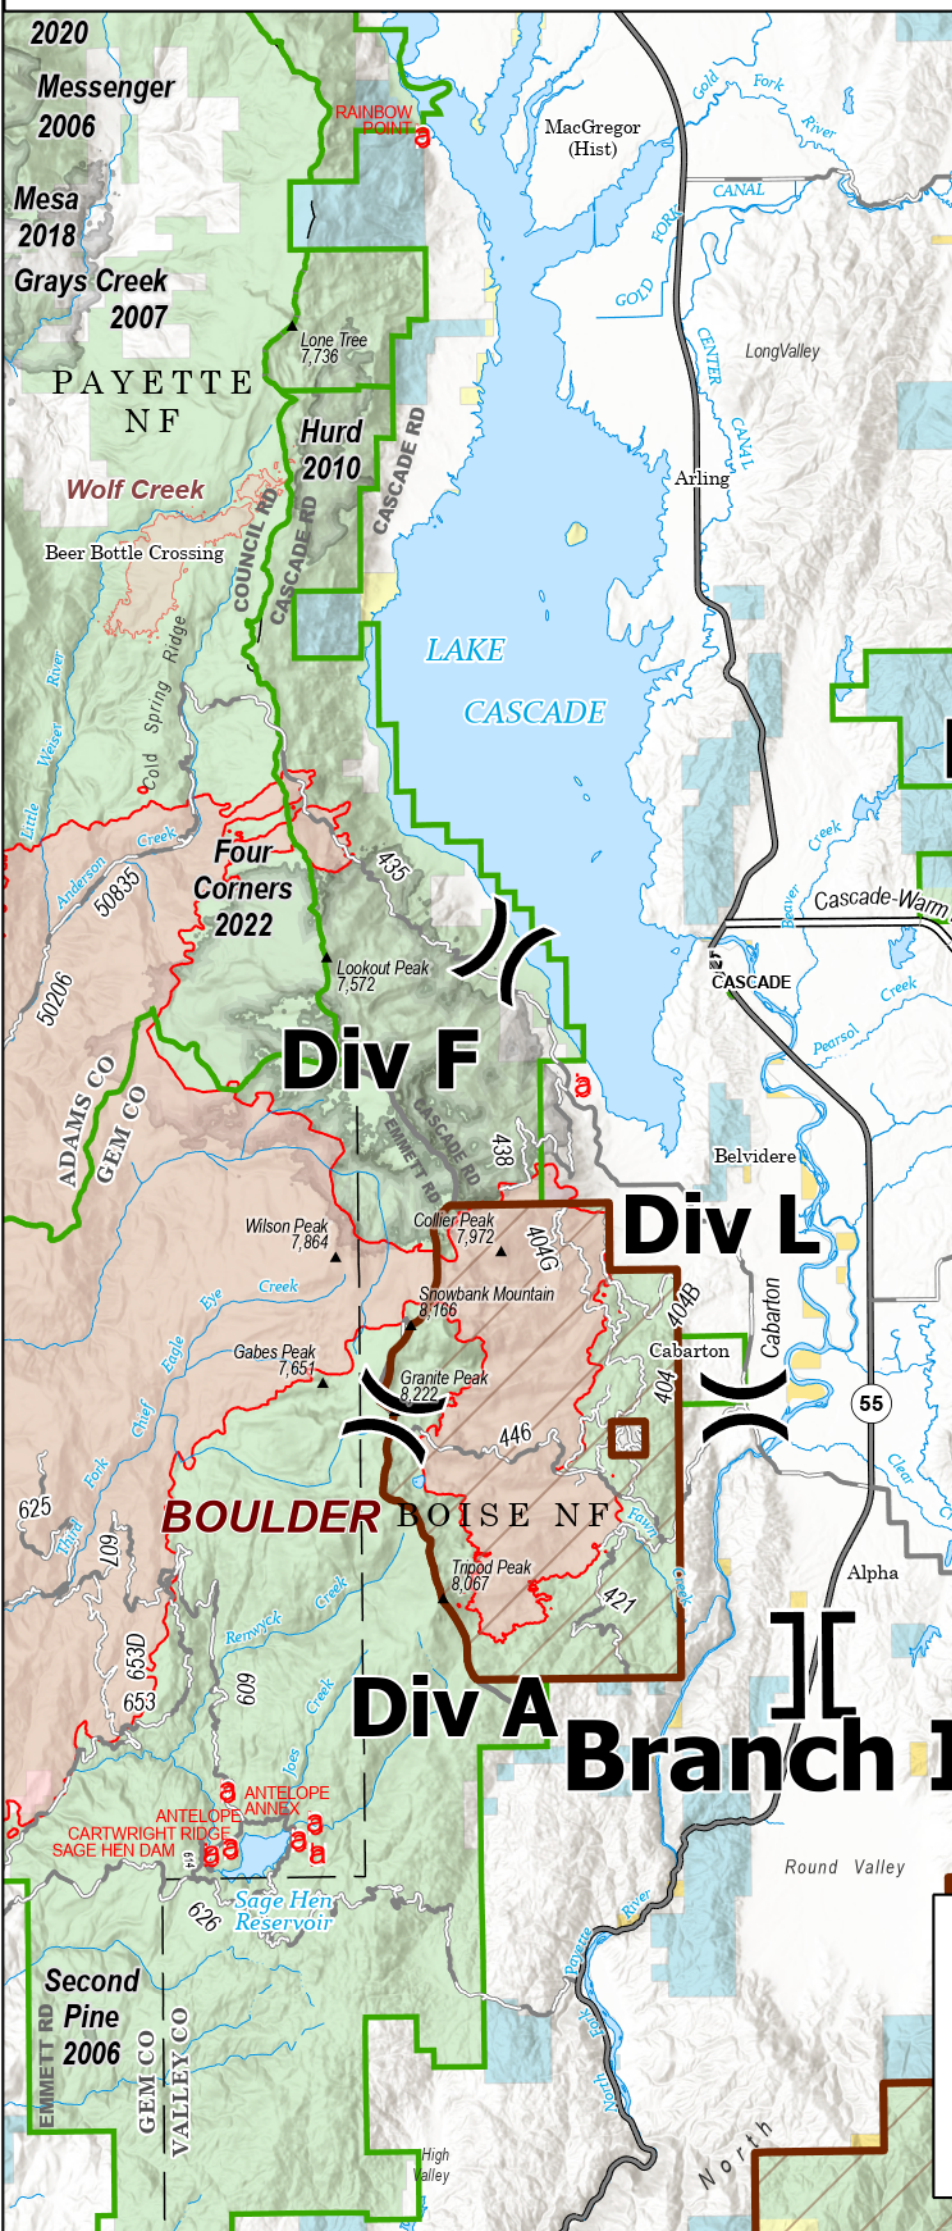 2020
Messenger
2006
Mesa
2018
Grays Creek
2007
PAYETTE
NF
RAINBOW
POINT
a
MacGregor
(Hist)
Gold
Fork
River
CANAL
GOLD
FORK
CENTER
CANAL
LongValley
Lone Tree
7,736
Hurd
2010
CASCADE RD
Wolf Creek
COUNCIL RD
CASCADE RD
Arling
Beer Bottle Crossing
LAKE
CASCADE
Cold Spring Ridge
Little Weiser River
Anderson Creek
50835
50206
Four
Corners
2022
435
Lookout Peak
7,572
Beaver Creek
Cascade-Warm
CASCADE
Pearsol Creek
Div F
ADAMS CO
GEM CO
a
CASCADE RD
EMMETT RD
438
Belvidere
Div L
Collier Peak
7,972
404G
Wilson Peak
7,864
Snowbank Mountain
8,166
404B
Cabarton
Cabarton
404
Eye Creek
Gabes Peak
7,651
Granite Peak
8,222
446
55
Third Fork Chief Eagle
Clear
625
607
BOULDER
BOISE NF
Fawn
Creek
Tripod Peak
8,067
421
Alpha
Renwyck Creek
653D
653
609
Joes Creek
Div A
Branch I
a
ANTELOPE
ANNEX
ANTELOPE
CARTWRIGHT RIDGE
SAGE HEN DAM
a
a
a
a
a
614
626
Sage Hen
Reservoir
Round Valley
North Fork Payette River
Second
Pine
2006
EMMETT RD
GEM CO
VALLEY CO
High
Valley
North